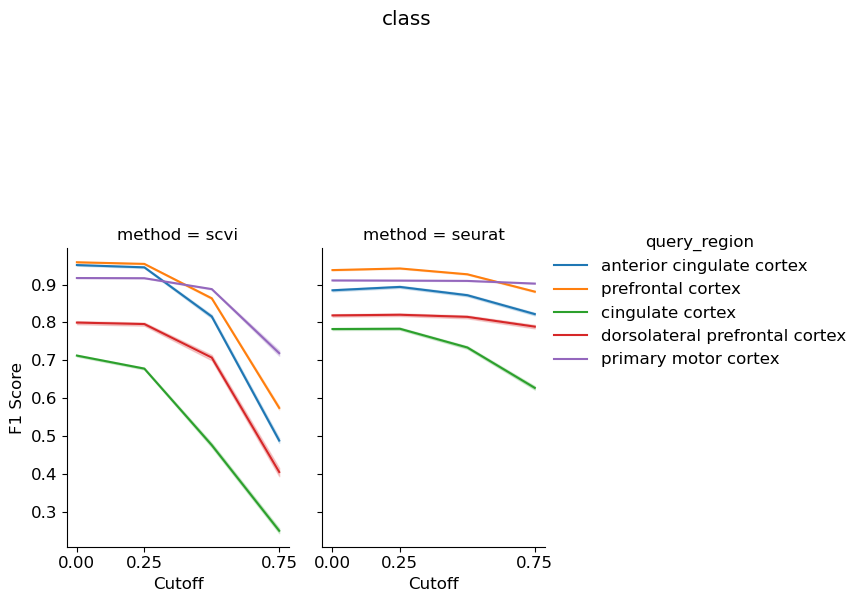 class
method = scvi
method = seurat
F1 Score
0.9
0.8
0.7
0.6
0.5
0.4
0.3
0.00
0.25
0.75
Cutoff
0.00
0.25
0.75
Cutoff
query_region
anterior cingulate cortex
prefrontal cortex
cingulate cortex
dorsolateral prefrontal cortex
primary motor cortex